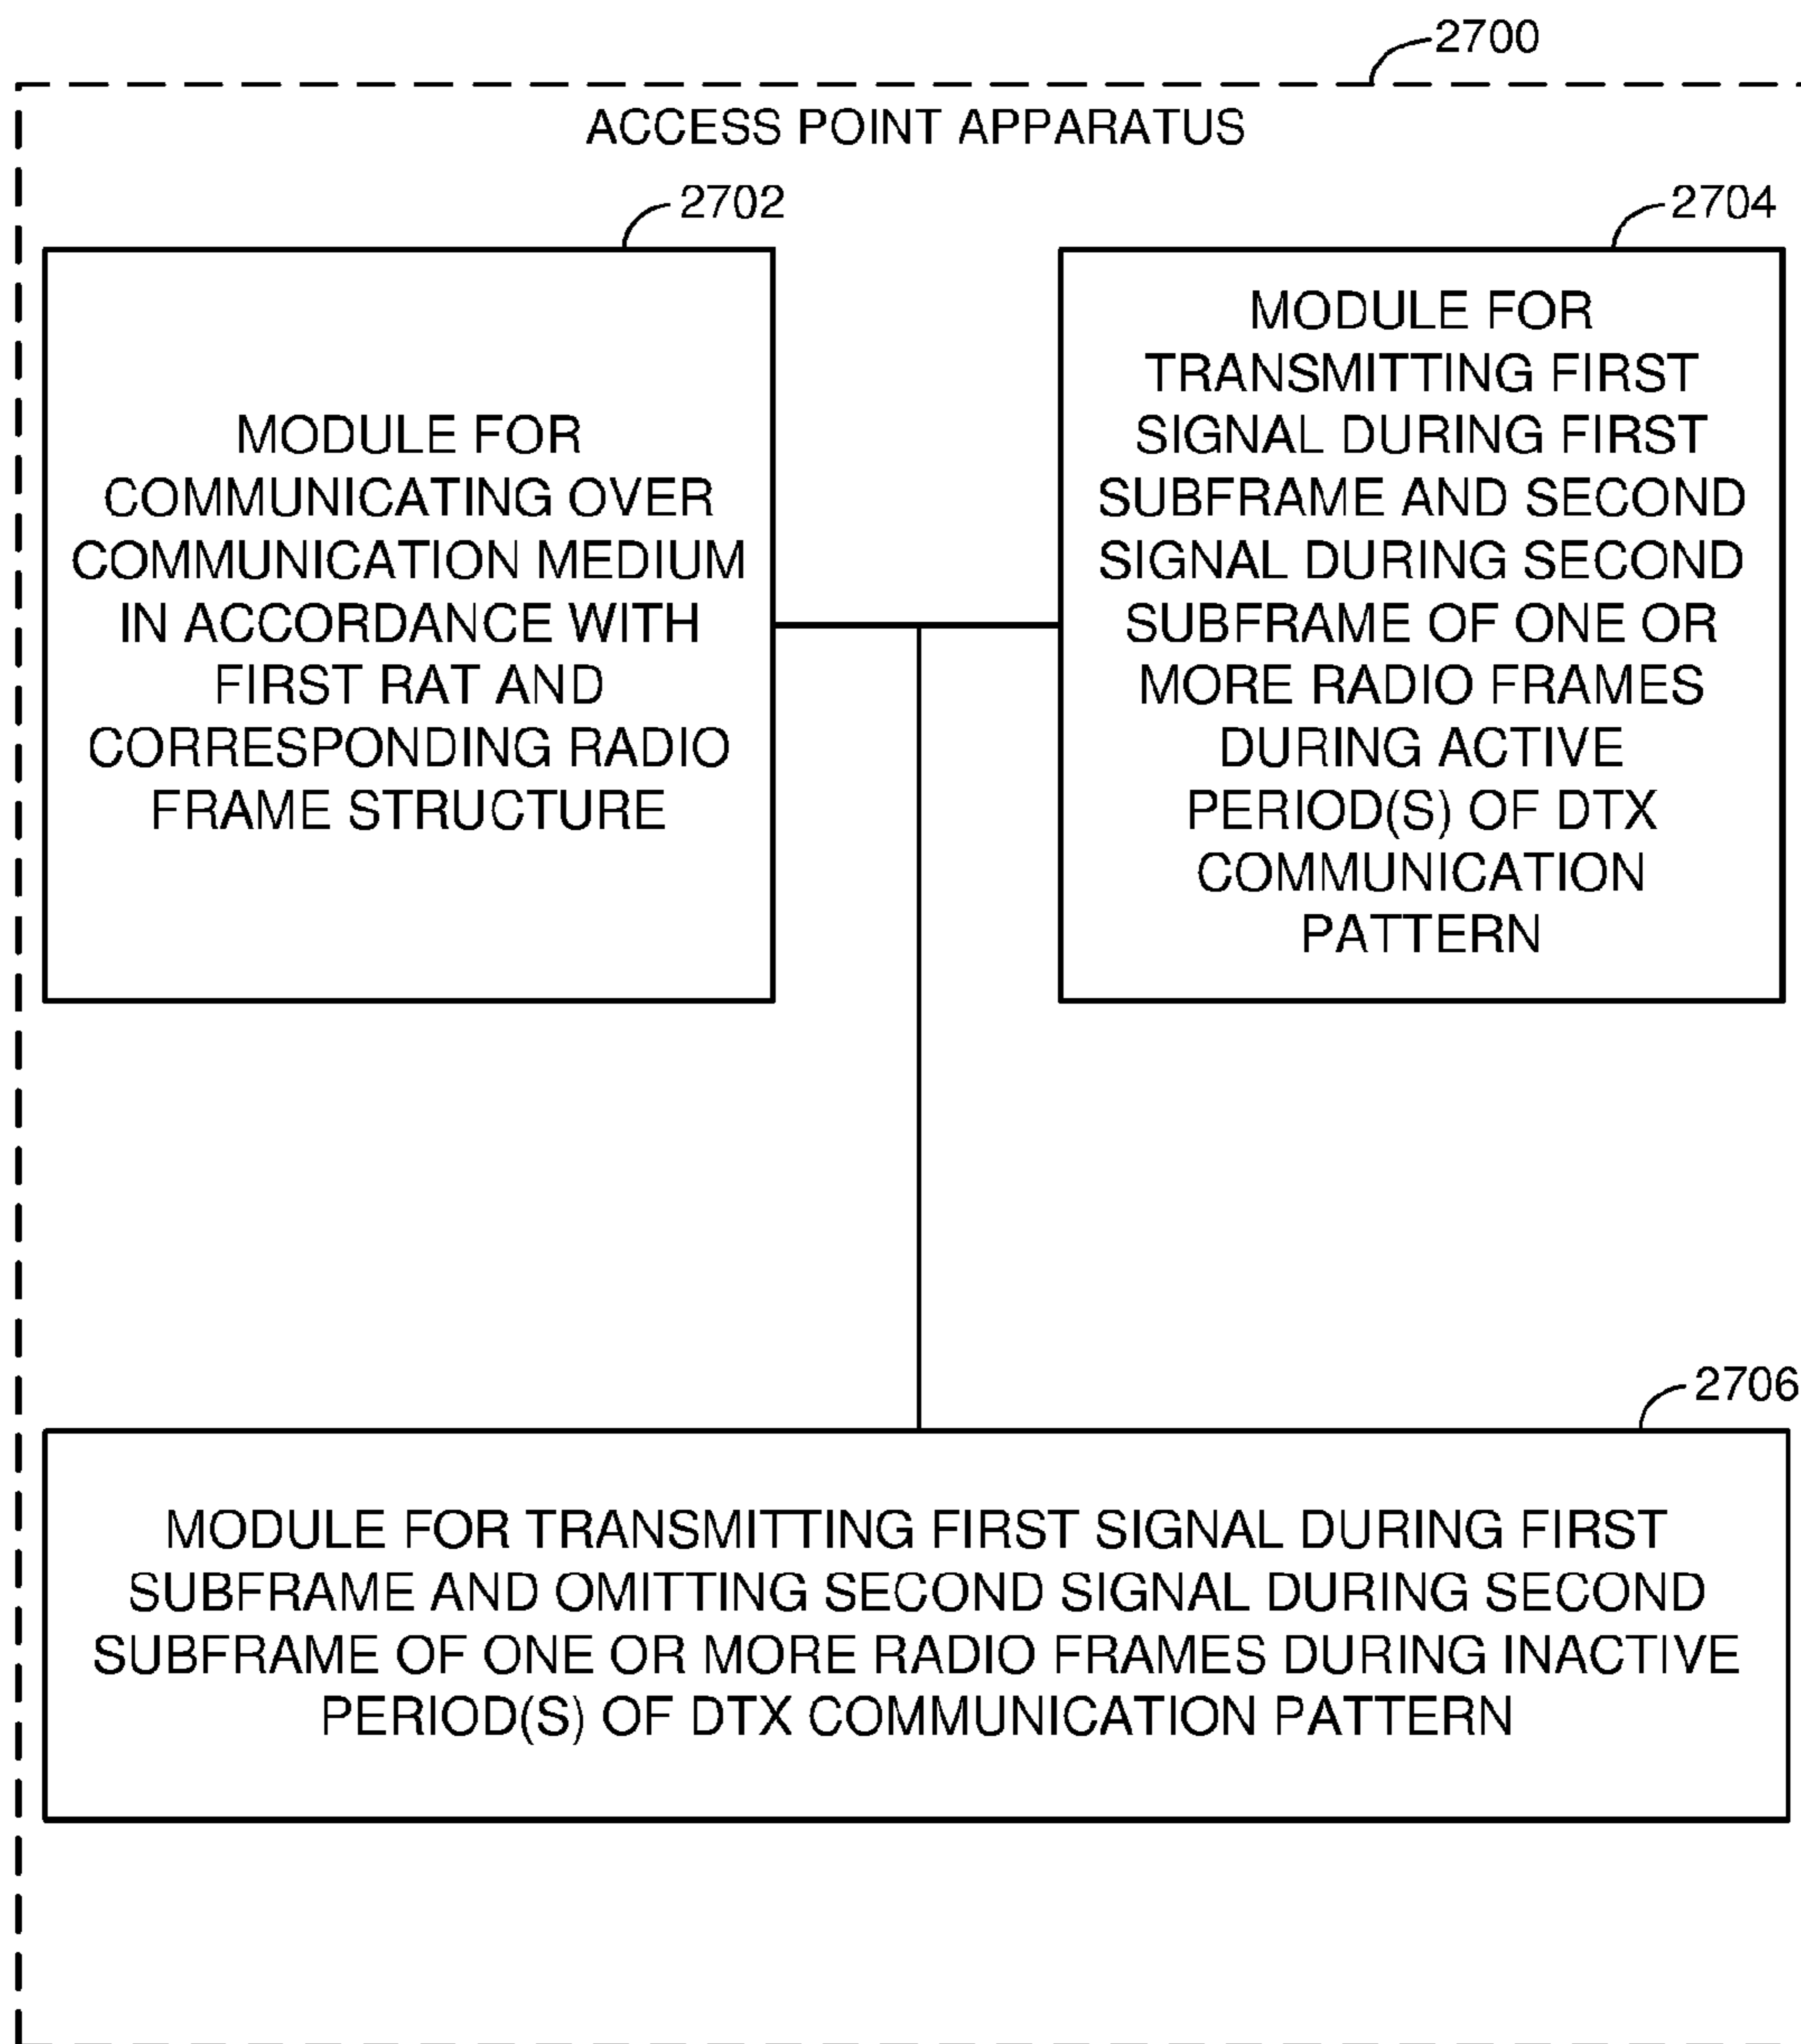 2700
ACCESS POINT APPARATUS
2702
MODULE FOR
COMMUNICATING OVER
COMMUNICATION MEDIUM
IN ACCORDANCE WITH
FIRST RAT AND
CORRESPONDING RADIO
FRAME STRUCTURE
2704
MODULE FOR
TRANSMITTING FIRST
SIGNAL DURING FIRST
SUBFRAME AND SECOND
SIGNAL DURING SECOND
SUBFRAME OF ONE OR
MORE RADIO FRAMES
DURING ACTIVE
PERIOD(S) OF DTX
COMMUNICATION
PATTERN
2706
MODULE FOR TRANSMITTING FIRST SIGNAL DURING FIRST
SUBFRAME AND OMITTING SECOND SIGNAL DURING SECOND
SUBFRAME OF ONE OR MORE RADIO FRAMES DURING INACTIVE
PERIOD(S) OF DTX COMMUNICATION PATTERN